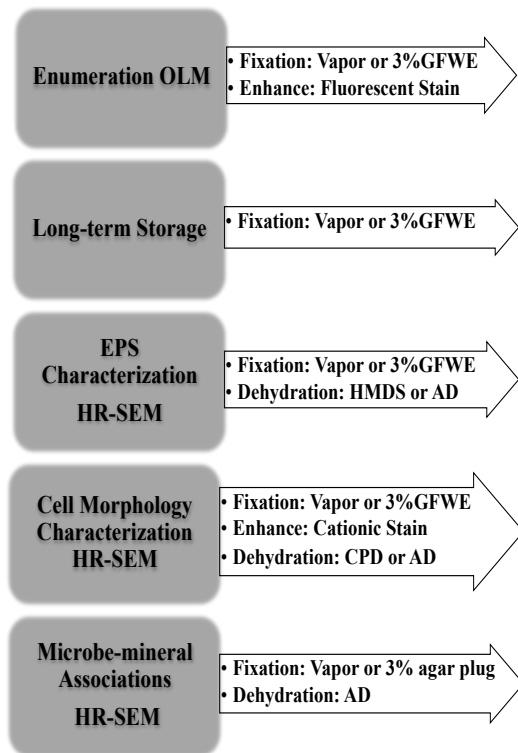 Enumeration OLM
• Fixation: Vapor or 3%GFWE
• Enhance: Fluorescent Stain
Long-term Storage
• Fixation: Vapor or 3%GFWE
EPS
Characterization
HR-SEM
• Fixation: Vapor or 3%GFWE
• Dehydration: HMDS or AD
Cell Morphology
Characterization
HR-SEM
• Fixation: Vapor or 3%GFWE
• Enhance: Cationic Stain
• Dehydration: CPD or AD
Microbe-mineral
Associations
HR-SEM
• Fixation: Vapor or 3% agar plug
• Dehydration: AD